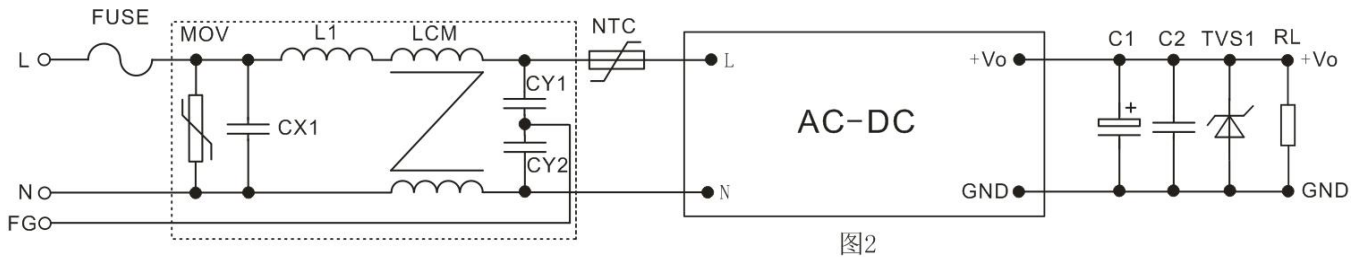 FUSE MOV L1 LCM NTC C1 C2 TVS1 RL
L L +Vo +Vo
CY1
+
CX1 AC-DC
CY2
N N GND GND
FG
图2